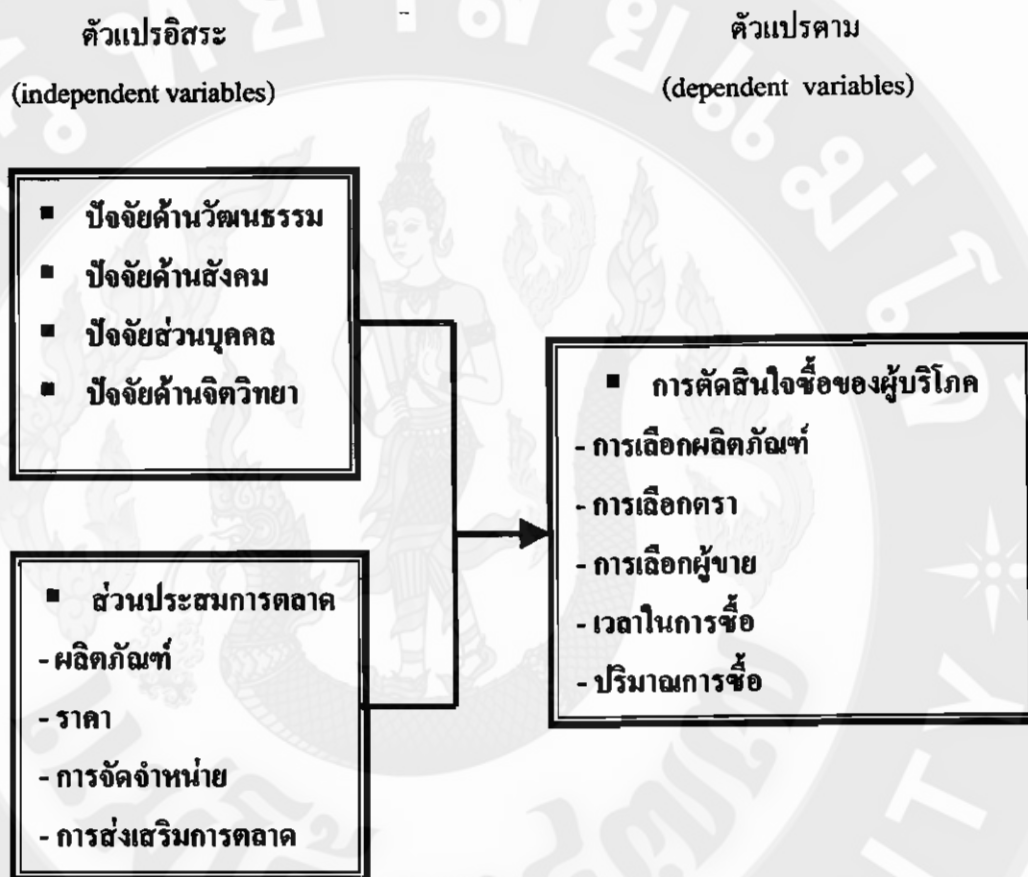 ตัวแปรอิสระ
(independent variables)
ตัวแปรตาม
(dependent variables)
▪ ปัจจัยด้านวัฒนธรรม
▪ ปัจจัยด้านสังคม
▪ ปัจจัยส่วนบุคคล
▪ ปัจจัยด้านจิตวิทยา
▪ ส่วนประสมการตลาด
- ผลิตภัณฑ์
- ราคา
- การจัดจำหน่าย
- การส่งเสริมการตลาด
▪ การตัดสินใจซื้อของผู้บริโภค
- การเลือกผลิตภัณฑ์
- การเลือกตรา
- การเลือกผู้ขาย
- เวลาในการซื้อ
- ปริมาณการซื้อ